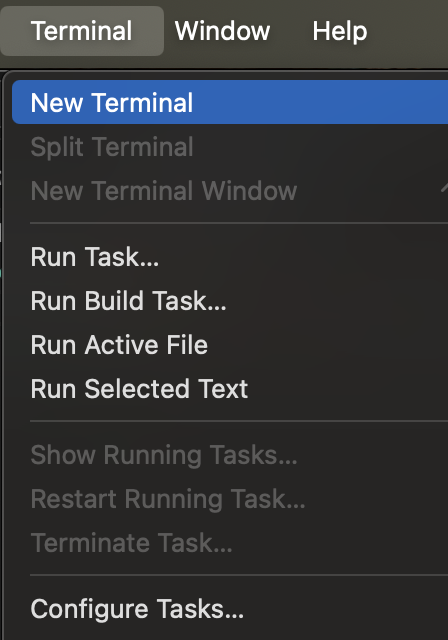 Terminal Window Help
New Terminal
Split Terminal
New Terminal Window
Run Task...
Run Build Task...
Run Active File
Run Selected Text
Show Running Tasks...
Restart Running Task...
Terminate Task...
Configure Tasks...